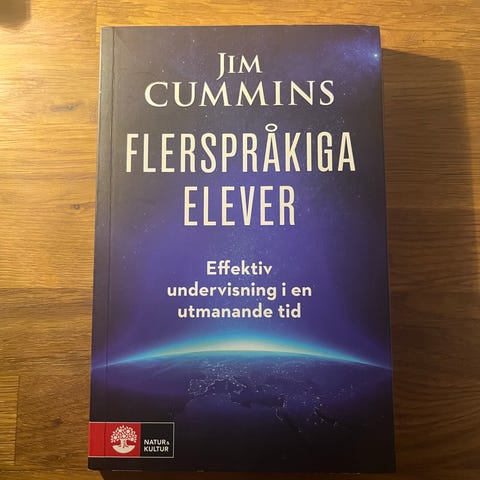 JIM
CUMMINS
FLERSPRÅKIGA
ELEVER
Effektiv
undervisning i en
utmanande tid
NATUR &
KULTUR